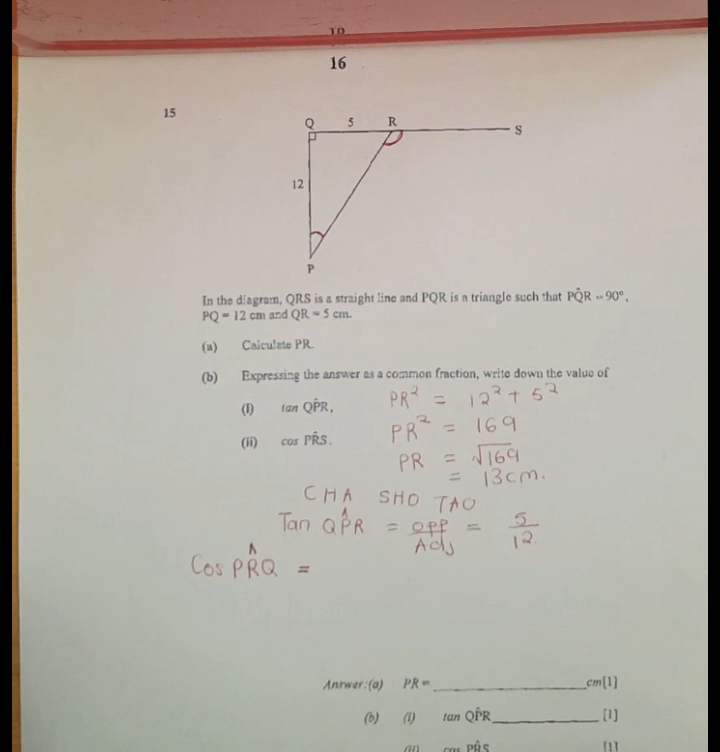 10
16
15
Q 5 R
S
12
P
In the diagram, QRS is a straight line and PQR is a triangle such that PQ̂R = 90°,
PQ = 12 cm and QR = 5 cm.
(a) Calculate PR.
(b) Expressing the answer as a common fraction, write down the value of
(i) tan QP̂R,
(ii) cos PR̂S.
PR² = 12² + 5²
PR² = 169
PR = √169
= 13cm.
CHA SHO TAO
Tan QP̂R = OPP/Adj = 5/12
Cos PR̂Q =
Answer: (a) PR = cm [1]
(b) (i) tan QP̂R [1]
(ii) cos PR̂S [1]